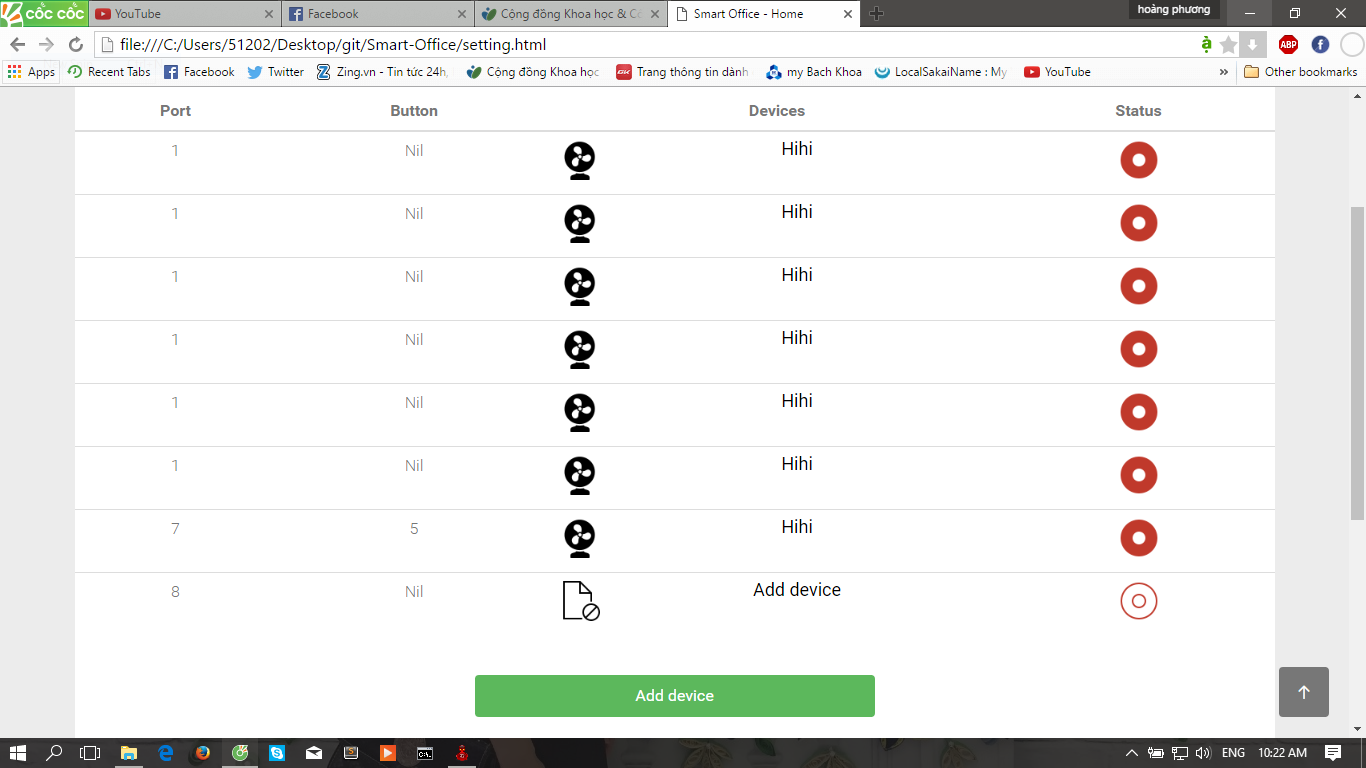 cốc cốc YouTube Facebook Cộng đồng Khoa học & Cô Smart Office - Home hoàng phương
file:///C:/Users/51202/Desktop/git/Smart-Office/setting.html ABP
Apps Recent Tabs Facebook Twitter Zing.vn - Tin tức 24h, Cộng đồng Khoa học Trang thông tin dành my Bach Khoa LocalSakaiName : My YouTube » Other bookmarks
Port Button Devices Status
1 Nil Hihi
1 Nil Hihi
1 Nil Hihi
1 Nil Hihi
1 Nil Hihi
1 Nil Hihi
7 5 Hihi
8 Nil Add device
Add device
ENG 10:22 AM